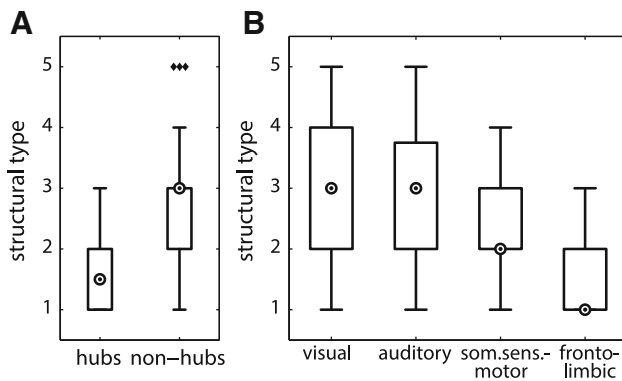 A
structural type
5
4
3
2
1
hubs
non–hubs
B
structural type
5
4
3
2
1
visual
auditory
som.sens.-
motor
fronto-
limbic